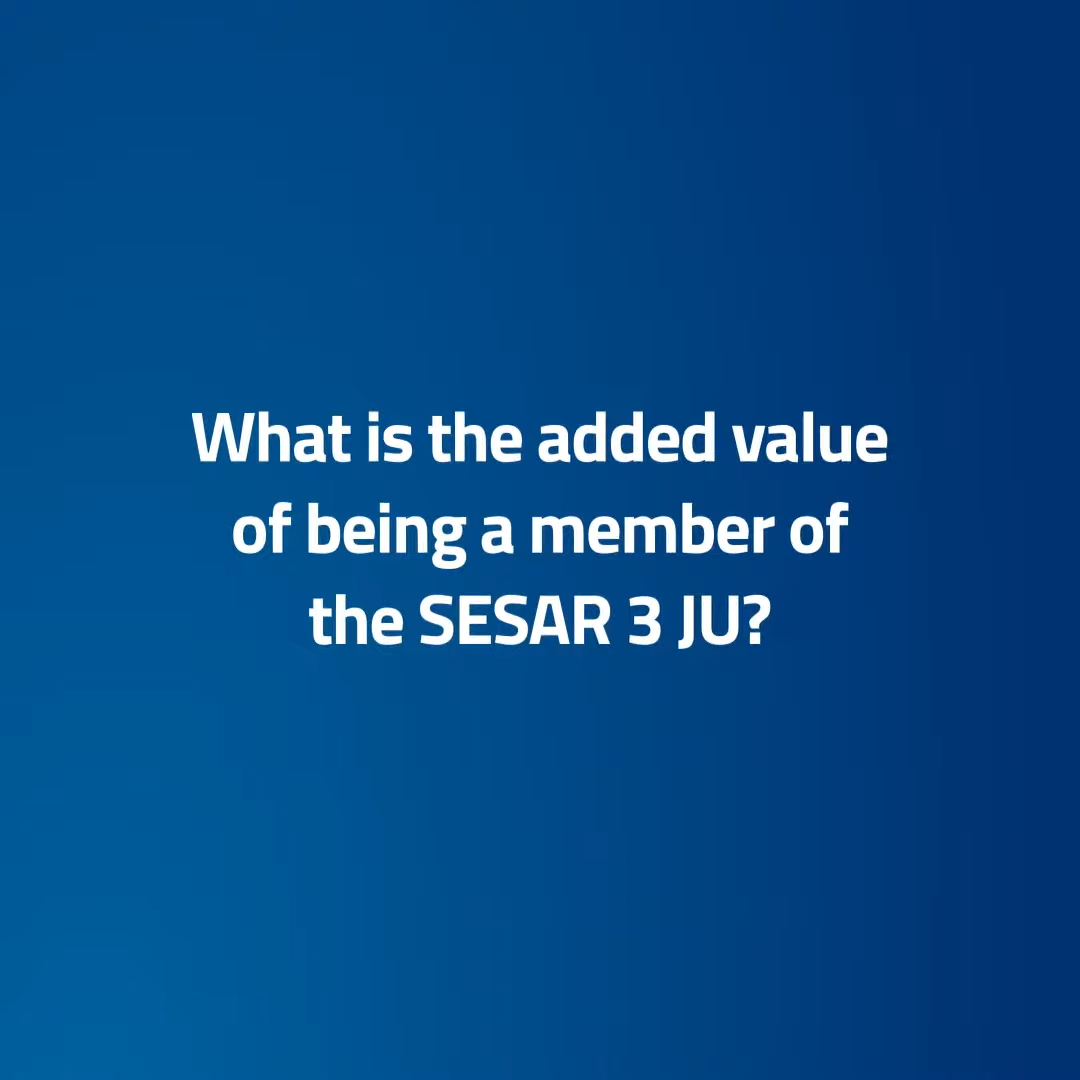 What is the added value
of being a member of
the SESAR 3 JU?